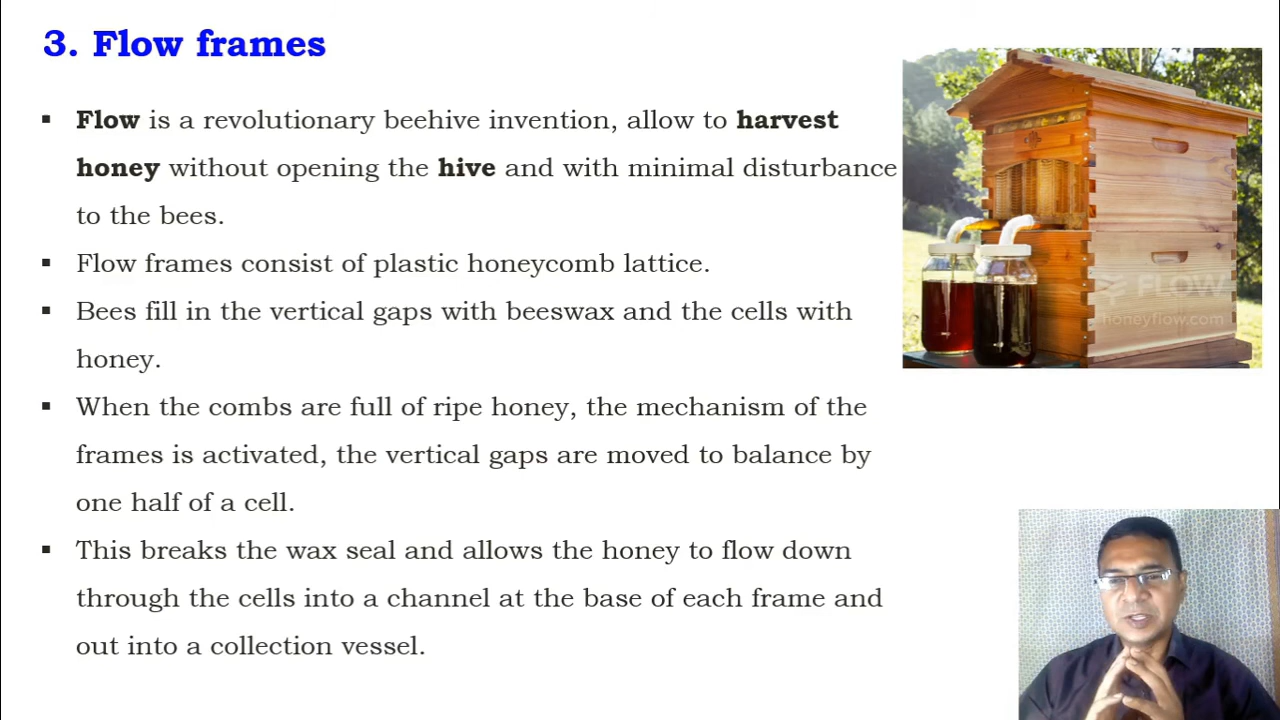 3. Flow frames
▪ Flow is a revolutionary beehive invention, allow to harvest
honey without opening the hive and with minimal disturbance
to the bees.
▪ Flow frames consist of plastic honeycomb lattice.
▪ Bees fill in the vertical gaps with beeswax and the cells with
honey.
▪ When the combs are full of ripe honey, the mechanism of the
frames is activated, the vertical gaps are moved to balance by
one half of a cell.
▪ This breaks the wax seal and allows the honey to flow down
through the cells into a channel at the base of each frame and
out into a collection vessel.
FLOW
honeyflow.com